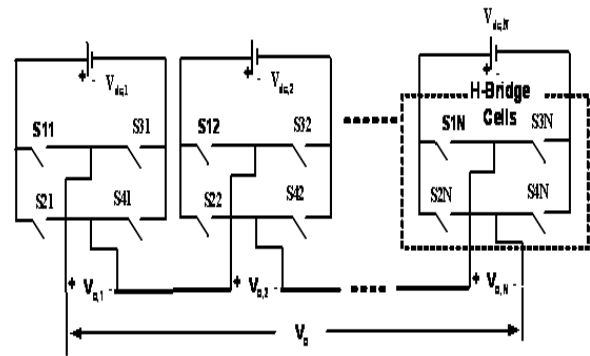 V_dc,N
+ -
V_dc,1
+ -
V_dc,2
+ -
H-Bridge
Cells
S11
S31
S12
S32
S1N
S3N
S21
S41
S22
S42
S2N
S4N
+ V_o,1 -
+ V_o,2 -
+ V_o,N -
V_o